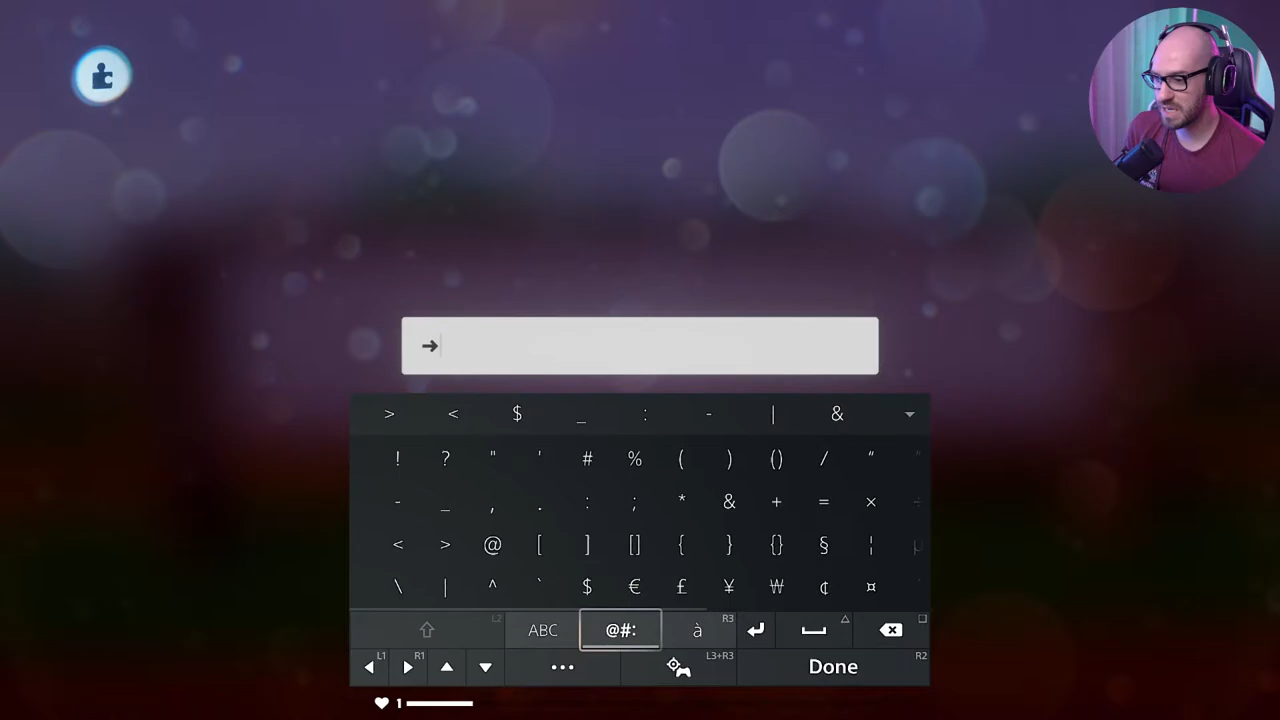 ➔
> < $ _ : - | &
! ? " ' # % ( ) () / “
- _ , . : ; * & + = ×
< > @ [ ] [] { } {} § ¦
\ | ^ ` $ € £ ¥ ₩ ¢ ¤
L2 ABC @#: à R3
L1 R1 ... L3+R3 Done R2
1